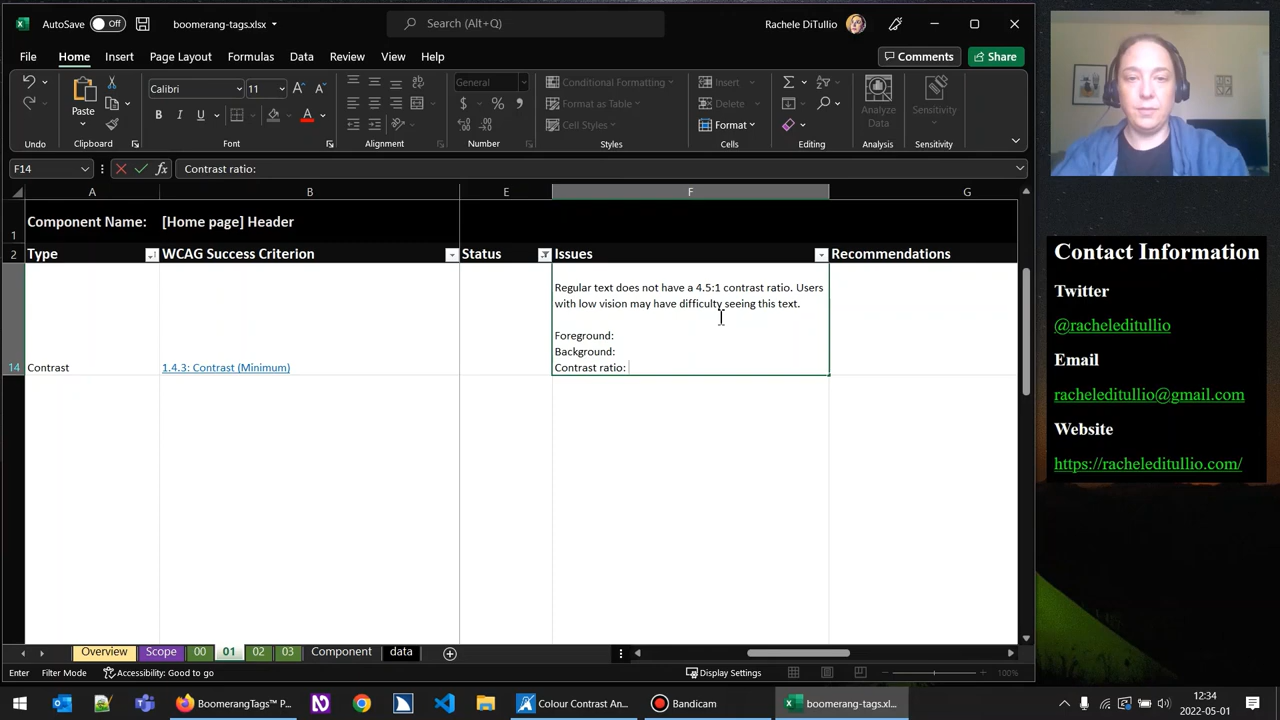 AutoSave Off boomerang-tags.xlsx Search (Alt+Q) Rachele DiTullio
File Home Insert Page Layout Formulas Data Review View Help Comments Share
Calibri 11 General Conditional Formatting Insert
Paste Format as Table Delete
Cell Styles Format Analyze Data Sensitivity
Undo Clipboard Font Alignment Number Styles Cells Editing Analysis Sensitivity
F14 Contrast ratio:
A B E F G
1 Component Name: [Home page] Header
2 Type WCAG Success Criterion Status Issues Recommendations
Regular text does not have a 4.5:1 contrast ratio. Users
with low vision may have difficulty seeing this text.
Foreground:
Background:
14 Contrast 1.4.3: Contrast (Minimum) Contrast ratio:
Overview Scope 00 01 02 03 Component data
Enter Filter Mode Accessibility: Good to go Display Settings 100%
BoomerangTags™ P... Colour Contrast An... Bandicam boomerang-tags.xl... 12:34
2022-05-01
Contact Information
Twitter
@racheleditullio
Email
racheleditullio@gmail.com
Website
https://racheleditullio.com/